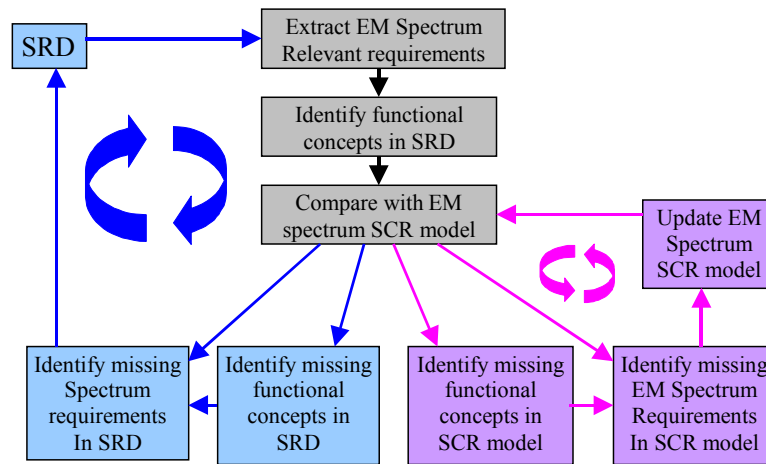 SRD
Extract EM Spectrum
Relevant requirements
Identify functional
concepts in SRD
Compare with EM
spectrum SCR model
Update EM
Spectrum
SCR model
Identify missing
Spectrum
requirements
In SRD
Identify missing
functional
concepts in
SRD
Identify missing
functional
concepts in
SCR model
Identify missing
EM Spectrum
Requirements
In SCR model